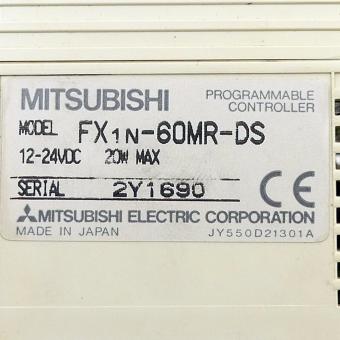 MITSUBISHI PROGRAMMABLE CONTROLLER
MODEL FX1N-60MR-DS
12-24VDC 20W MAX
SERIAL 2Y1690
CE
MITSUBISHI ELECTRIC CORPORATION
MADE IN JAPAN JY550D21301A